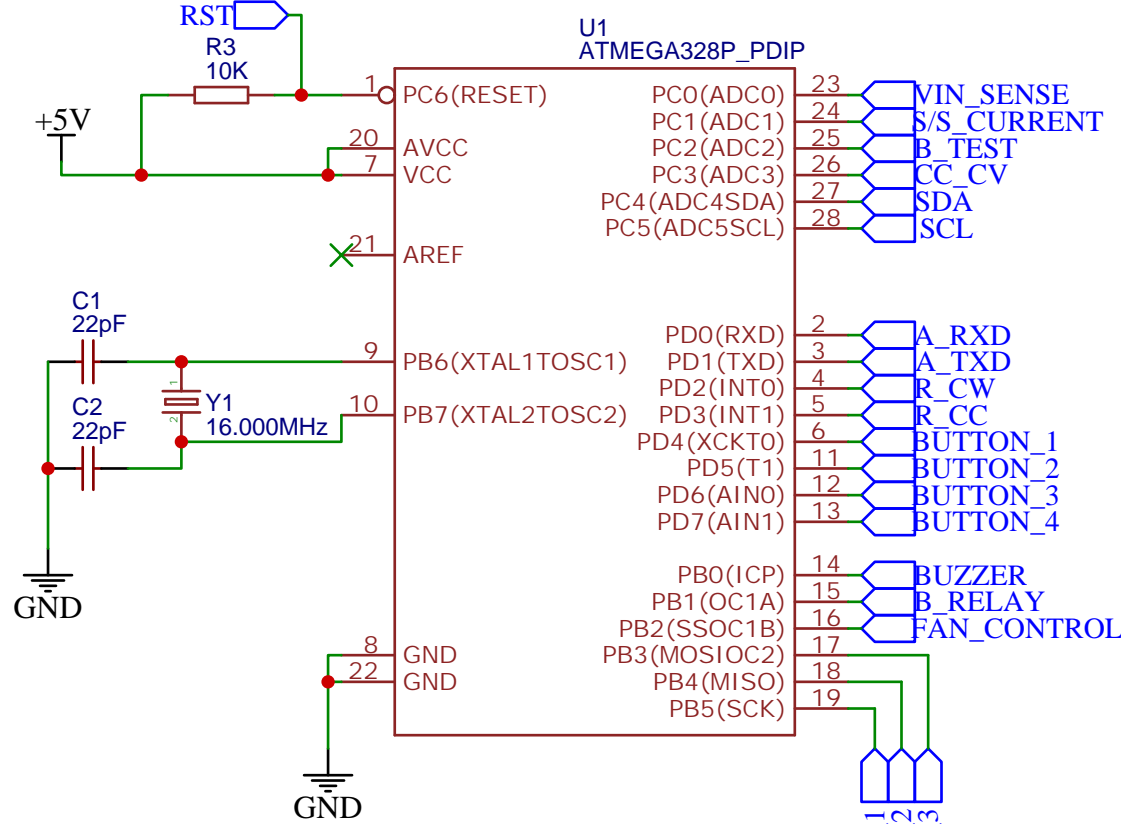 RST
R3
10K
+5V
C1
22pF
C2
22pF
Y1
16.000MHz
1
2
GND
GND
U1
ATMEGA328P_PDIP
1 PC6(RESET)
20 AVCC
7 VCC
21 AREF
9 PB6(XTAL1TOSC1)
10 PB7(XTAL2TOSC2)
8 GND
22 GND
PC0(ADC0) 23 VIN_SENSE
PC1(ADC1) 24 S/S_CURRENT
PC2(ADC2) 25 B_TEST
PC3(ADC3) 26 CC_CV
PC4(ADC4SDA) 27 SDA
PC5(ADC5SCL) 28 SCL
PD0(RXD) 2 A_RXD
PD1(TXD) 3 A_TXD
PD2(INT0) 4 R_CW
PD3(INT1) 5 R_CC
PD4(XCKT0) 6 BUTTON_1
PD5(T1) 11 BUTTON_2
PD6(AIN0) 12 BUTTON_3
PD7(AIN1) 13 BUTTON_4
PB0(ICP) 14 BUZZER
PB1(OC1A) 15 B_RELAY
PB2(SSOC1B) 16 FAN_CONTROL
PB3(MOSIOC2) 17
PB4(MISO) 18
PB5(SCK) 19
1
2
3